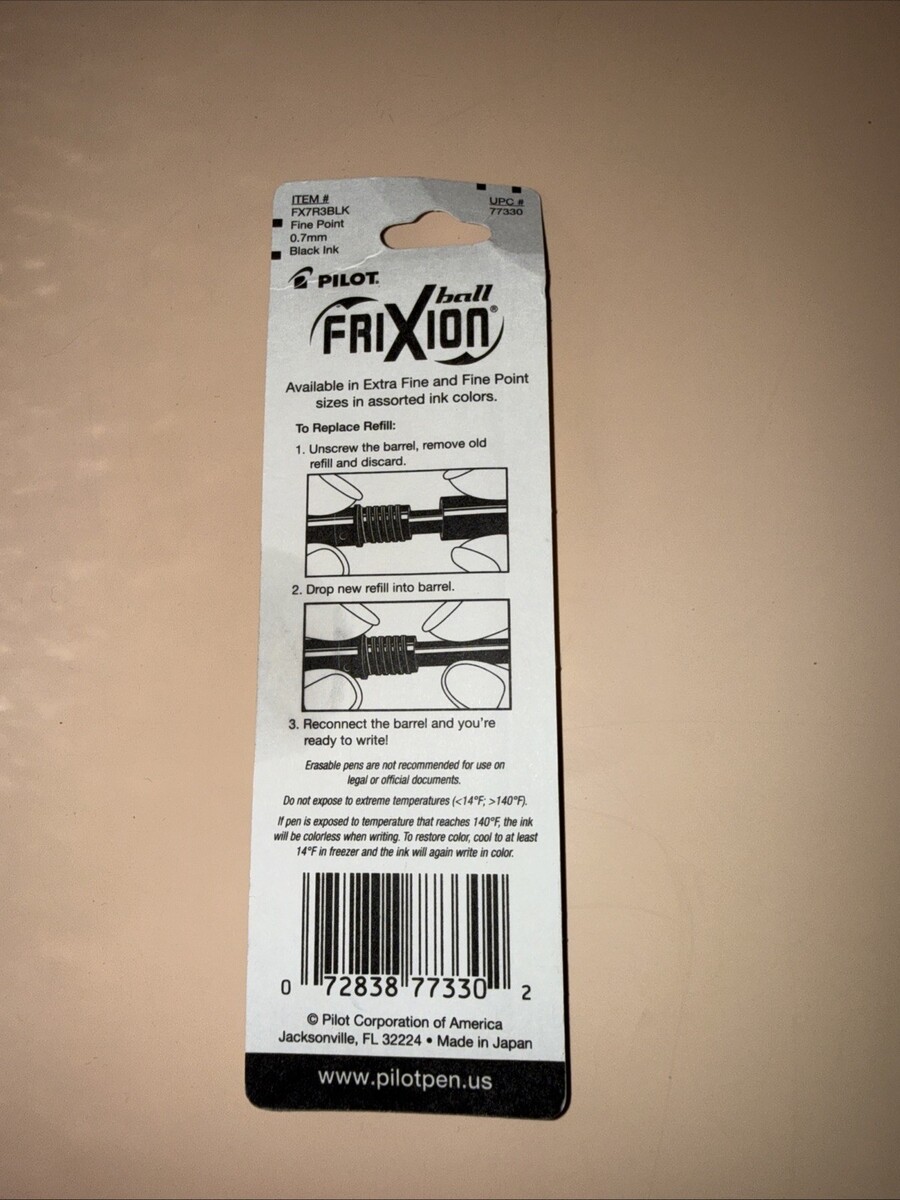 ITEM #
FX7R3BLK
Fine Point
0.7mm
Black Ink
UPC #
77330
PILOT.
FRIXION ball®
Available in Extra Fine and Fine Point
sizes in assorted ink colors.
To Replace Refill:
1. Unscrew the barrel, remove old
refill and discard.
2. Drop new refill into barrel.
3. Reconnect the barrel and you're
ready to write!
Erasable pens are not recommended for use on
legal or official documents.
Do not expose to extreme temperatures (<14°F; >140°F).
If pen is exposed to temperature that reaches 140°F, the ink
will be colorless when writing. To restore color, cool to at least
14°F in freezer and the ink will again write in color.
0 72838 77330 2
© Pilot Corporation of America
Jacksonville, FL 32224 • Made in Japan
www.pilotpen.us